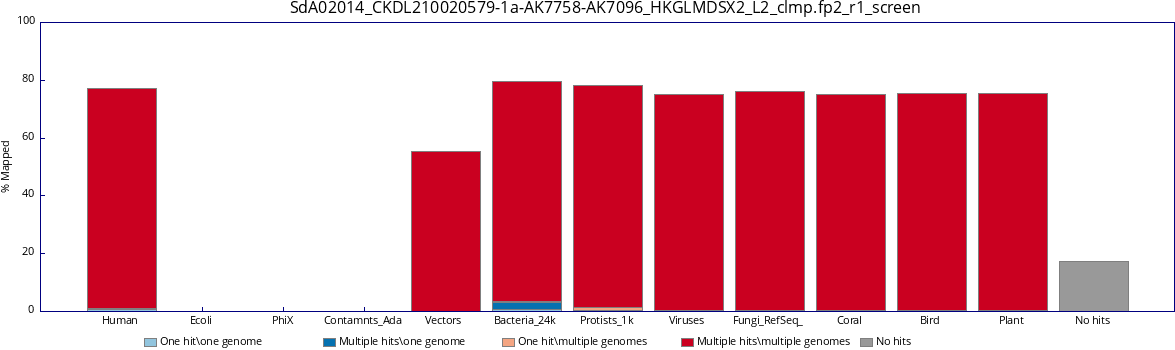 SdA02014_CKDL210020579-1a-AK7758-AK7096_HKGLMDSX2_L2_clmp.fp2_r1_screen
100
80
60
40
20
0
% Mapped
Human Ecoli PhiX Contamnts_Ada Vectors Bacteria_24k Protists_1k Viruses Fungi_RefSeq_ Coral Bird Plant No hits
One hit\one genome Multiple hits\one genome One hit\multiple genomes Multiple hits\multiple genomes No hits